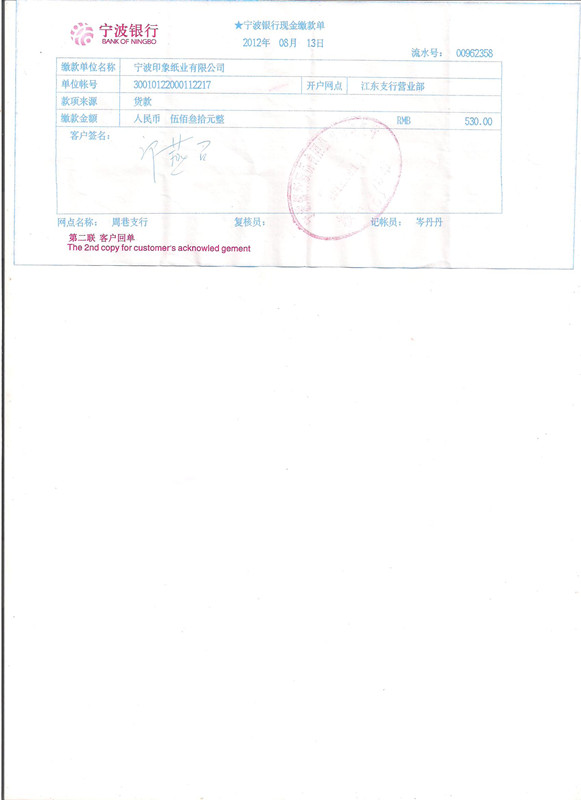 宁波银行
BANK OF NINGBO
★宁波银行现金缴款单
2012年 08月 13日
流水号: 00962358
缴款单位名称 宁波印象纸业有限公司
单位帐号 30010122000112217 开户网点 江东支行营业部
款项来源 货款
缴款金额 人民币 伍佰叁拾元整 RMB 530.00
客户签名:
网点名称: 周巷支行 复核员: 记帐员: 岑丹丹
第二联 客户回单
The 2nd copy for customer's acknowled gement